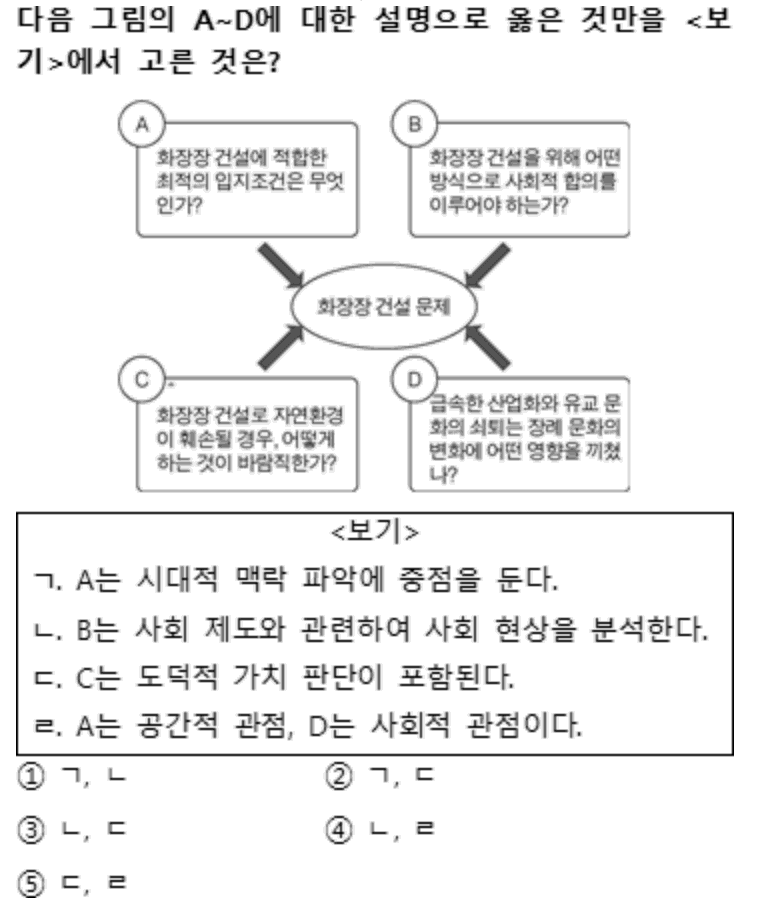 다음 그림의 A~D에 대한 설명으로 옳은 것만을 <보
기>에서 고른 것은?
A
화장장 건설에 적합한
최적의 입지조건은 무엇
인가?
B
화장장 건설을 위해 어떤
방식으로 사회적 합의를
이루어야 하는가?
화장장 건설 문제
C
화장장 건설로 자연환경
이 훼손될 경우, 어떻게
하는 것이 바람직한가?
D
급속한 산업화와 유교 문
화의 쇠퇴는 장례 문화의
변화에 어떤 영향을 끼쳤
나?
<보기>
ㄱ. A는 시대적 맥락 파악에 중점을 둔다.
ㄴ. B는 사회 제도와 관련하여 사회 현상을 분석한다.
ㄷ. C는 도덕적 가치 판단이 포함된다.
ㄹ. A는 공간적 관점, D는 사회적 관점이다.
① ㄱ, ㄴ ② ㄱ, ㄷ
③ ㄴ, ㄷ ④ ㄴ, ㄹ
⑤ ㄷ, ㄹ